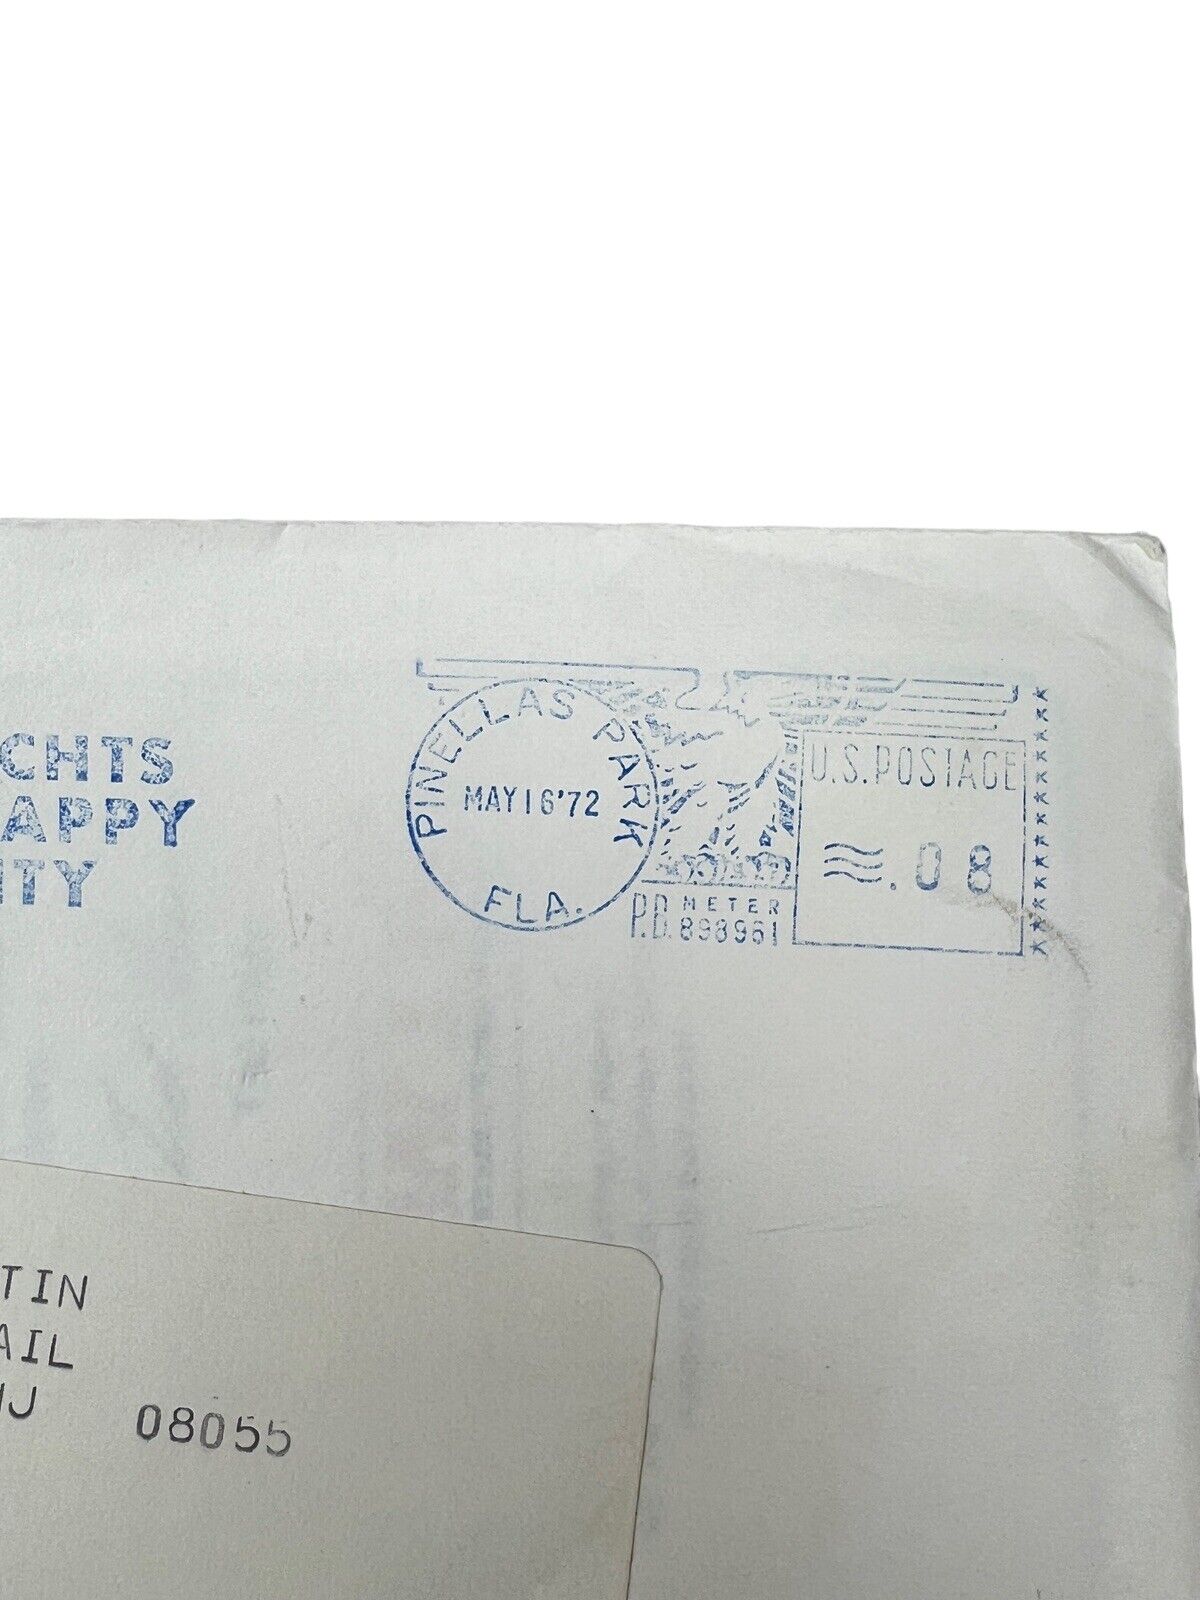 CHTS
APPY
ITY
PINELLAS PARK
MAY 16 '72
FLA.
P.B. METER
898961
U.S. POSTAGE
.08
TIN
AIL
NJ 08055